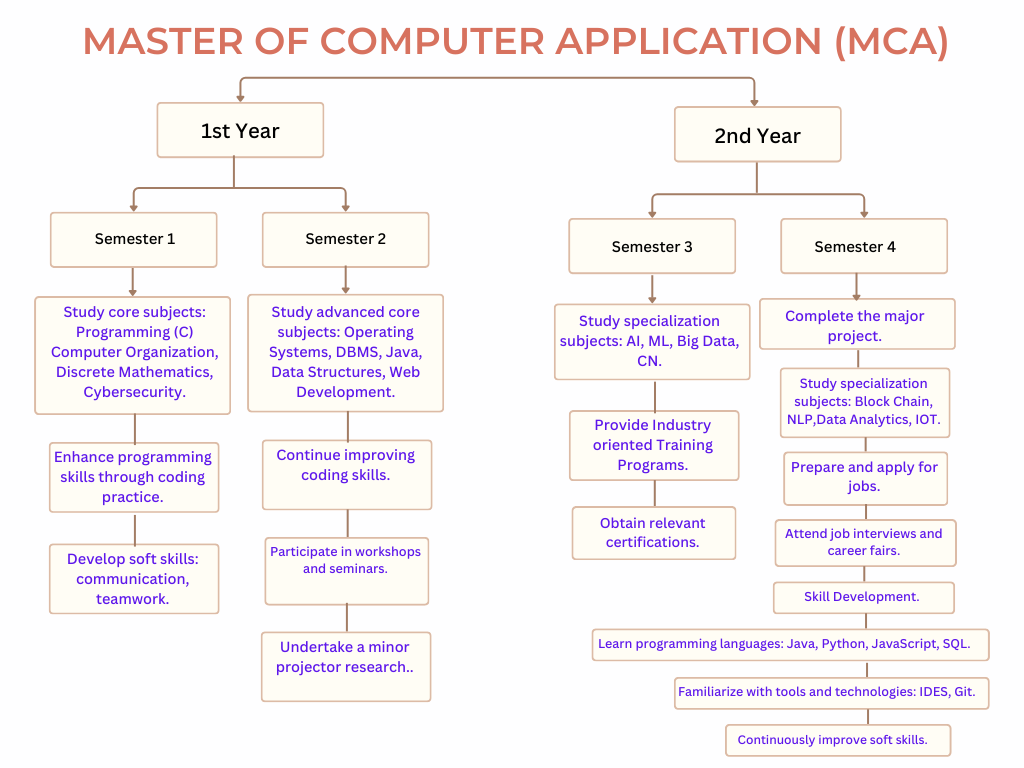 MASTER OF COMPUTER APPLICATION (MCA)
1st Year
2nd Year
Semester 1
Semester 2
Semester 3
Semester 4
Study core subjects:
Programming (C)
Computer Organization,
Discrete Mathematics,
Cybersecurity.
Enhance programming
skills through coding
practice.
Develop soft skills:
communication,
teamwork.
Study advanced core
subjects: Operating
Systems, DBMS, Java,
Data Structures, Web
Development.
Continue improving
coding skills.
Participate in workshops
and seminars.
Undertake a minor
projector research..
Study specialization
subjects: AI, ML, Big Data,
CN.
Provide Industry
oriented Training
Programs.
Obtain relevant
certifications.
Complete the major
project.
Study specialization
subjects: Block Chain,
NLP,Data Analytics, IOT.
Prepare and apply for
jobs.
Attend job interviews and
career fairs.
Skill Development.
Learn programming languages: Java, Python, JavaScript, SQL.
Familiarize with tools and technologies: IDES, Git.
Continuously improve soft skills.